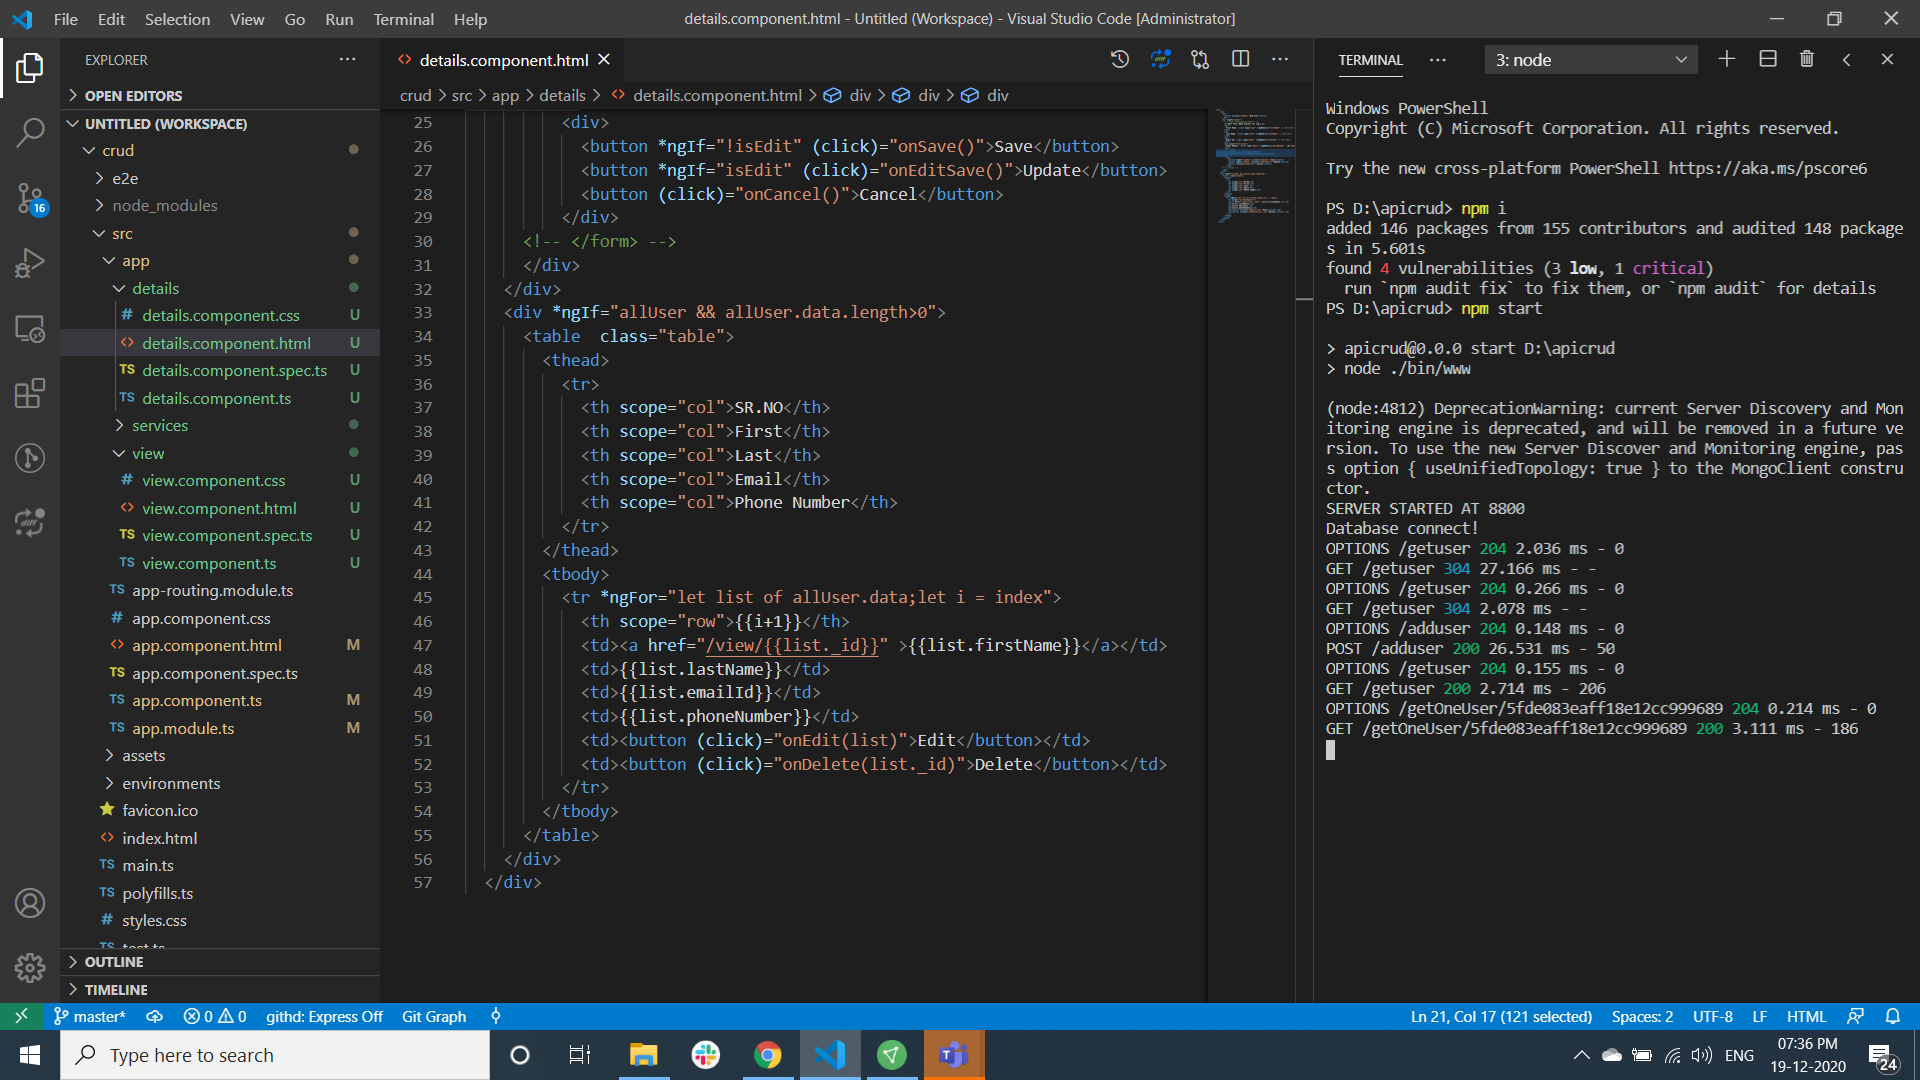 File Edit Selection View Go Run Terminal Help
details.component.html - Untitled (Workspace) - Visual Studio Code [Administrator]
EXPLORER
OPEN EDITORS
UNTITLED (WORKSPACE)
crud
e2e
node_modules
src
app
details
# details.component.css U
<> details.component.html U
TS details.component.spec.ts U
TS details.component.ts U
services
view
# view.component.css U
<> view.component.html U
TS view.component.spec.ts U
TS view.component.ts U
TS app-routing.module.ts
# app.component.css
<> app.component.html M
TS app.component.spec.ts
TS app.component.ts M
TS app.module.ts M
assets
environments
favicon.ico
<> index.html
TS main.ts
TS polyfills.ts
# styles.css
TS test.ts
OUTLINE
TIMELINE
16
diff
<> details.component.html
diff
crud > src > app > details > <> details.component.html > div > div > div
25 <div>
26 <button *ngIf="!isEdit" (click)="onSave()">Save</button>
27 <button *ngIf="isEdit" (click)="onEditSave()">Update</button>
28 <button (click)="onCancel()">Cancel</button>
29 </div>
30 <!-- </form> -->
31 </div>
32 </div>
33 <div *ngIf="allUser && allUser.data.length>0">
34 <table  class="table">
35 <thead>
36 <tr>
37 <th scope="col">SR.NO</th>
38 <th scope="col">First</th>
39 <th scope="col">Last</th>
40 <th scope="col">Email</th>
41 <th scope="col">Phone Number</th>
42 </tr>
43 </thead>
44 <tbody>
45 <tr *ngFor="let list of allUser.data;let i = index">
46 <th scope="row">{{i+1}}</th>
47 <td><a href="/view/{{list._id}}" >{{list.firstName}}</a></td>
48 <td>{{list.lastName}}</td>
49 <td>{{list.emailId}}</td>
50 <td>{{list.phoneNumber}}</td>
51 <td><button (click)="onEdit(list)">Edit</button></td>
52 <td><button (click)="onDelete(list._id)">Delete</button></td>
53 </tr>
54 </tbody>
55 </table>
56 </div>
57 </div>
TERMINAL
3: node
Windows PowerShell
Copyright (C) Microsoft Corporation. All rights reserved.
Try the new cross-platform PowerShell https://aka.ms/pscore6
PS D:\apicrud> npm i
added 146 packages from 155 contributors and audited 148 package
s in 5.601s
found 4 vulnerabilities (3 low, 1 critical)
run `npm audit fix` to fix them, or `npm audit` for details
PS D:\apicrud> npm start
> apicrud@0.0.0 start D:\apicrud
> node ./bin/www
(node:4812) DeprecationWarning: current Server Discovery and Mon
itoring engine is deprecated, and will be removed in a future ve
rsion. To use the new Server Discover and Monitoring engine, pas
s option { useUnifiedTopology: true } to the MongoClient constru
ctor.
SERVER STARTED AT 8800
Database connect!
OPTIONS /getuser 204 2.036 ms - 0
GET /getuser 304 27.166 ms - -
OPTIONS /getuser 204 0.266 ms - 0
GET /getuser 304 2.078 ms - -
OPTIONS /adduser 204 0.148 ms - 0
POST /adduser 200 26.531 ms - 50
OPTIONS /getuser 204 0.155 ms - 0
GET /getuser 200 2.714 ms - 206
OPTIONS /getOneUser/5fde083eaff18e12cc999689 204 0.214 ms - 0
GET /getOneUser/5fde083eaff18e12cc999689 200 3.111 ms - 186
master* 0 0 githd: Express Off Git Graph
Ln 21, Col 17 (121 selected) Spaces: 2 UTF-8 LF HTML
Type here to search
ENG
07:36 PM
19-12-2020
24